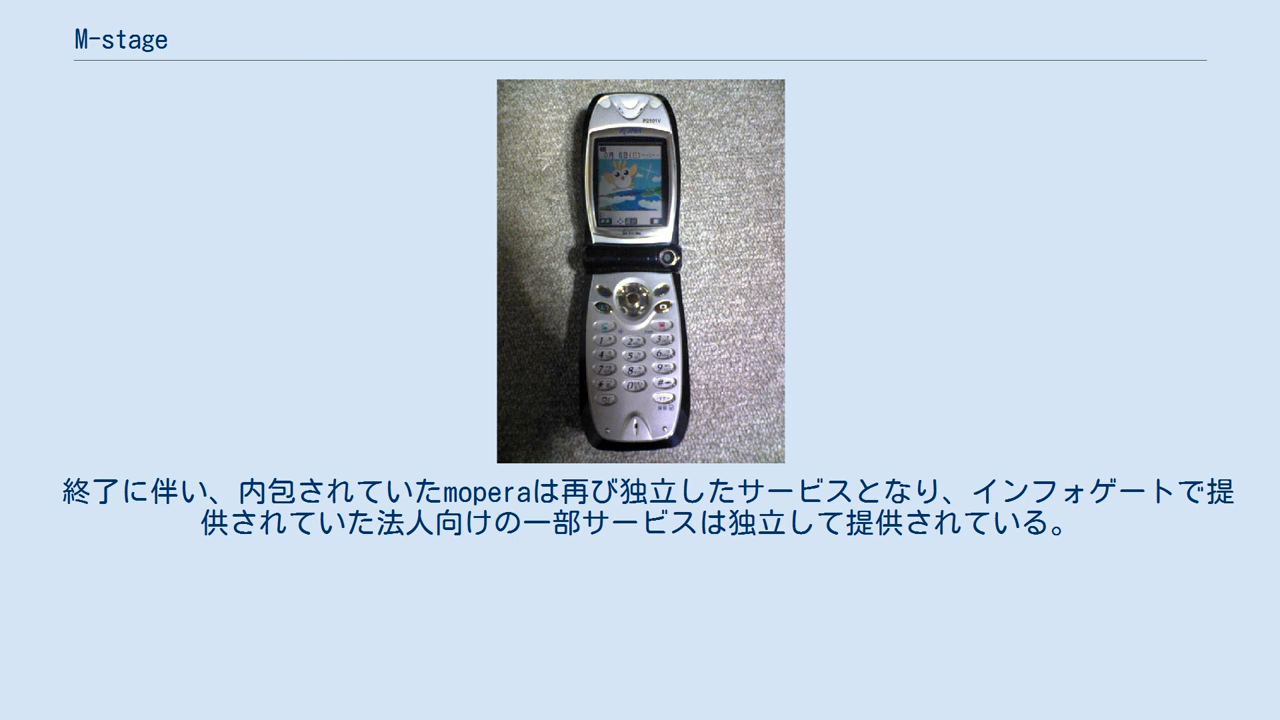 M-stage
P2101V
終了に伴い、内包されていたmoperaは再び独立したサービスとなり、インフォゲートで提
供されていた法人向けの一部サービスは独立して提供されている。